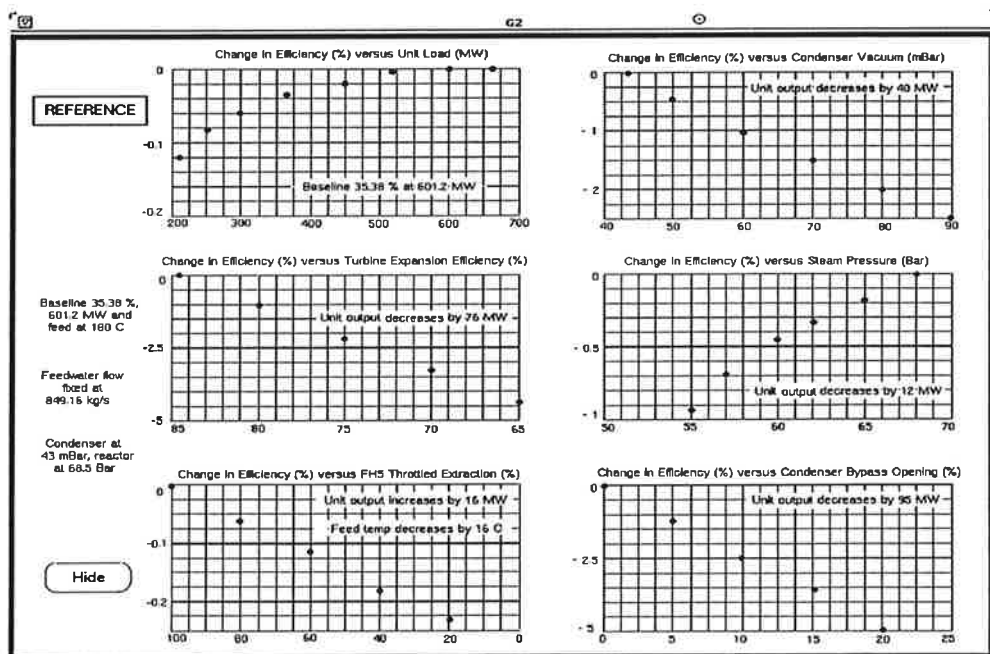 G2
Change in Efficiency (%) versus Unit Load (MW)
0
-0.1
-0.2
200 300 400 500 600 700
Baseline 35.38 % at 601.2 MW
Change in Efficiency (%) versus Condenser Vacuum (mBar)
0
- 1
- 2
40 50 60 70 80 90
Unit output decreases by 40 MW
REFERENCE
Change in Efficiency (%) versus Turbine Expansion Efficiency (%)
0
-2.5
-5
85 80 75 70 65
Unit output decreases by 76 MW
Change in Efficiency (%) versus Steam Pressure (Bar)
0
- 0.5
- 1
50 55 60 65 70
Unit output decreases by 12 MW
Baseline 35.38 %,
601.2 MW and
feed at 180 C
Feedwater flow
fixed at
849.16 kg/s
Condenser at
43 mBar, reactor
at 68.5 Bar
Change in Efficiency (%) versus FH5 Throttled Extraction (%)
0
-0.1
-0.2
100 80 60 40 20 0
Unit output increases by 16 MW
Feed temp decreases by 16 C
Change in Efficiency (%) versus Condenser Bypass Opening (%)
0
- 2.5
- 5
0 5 10 15 20 25
Unit output decreases by 95 MW
Hide